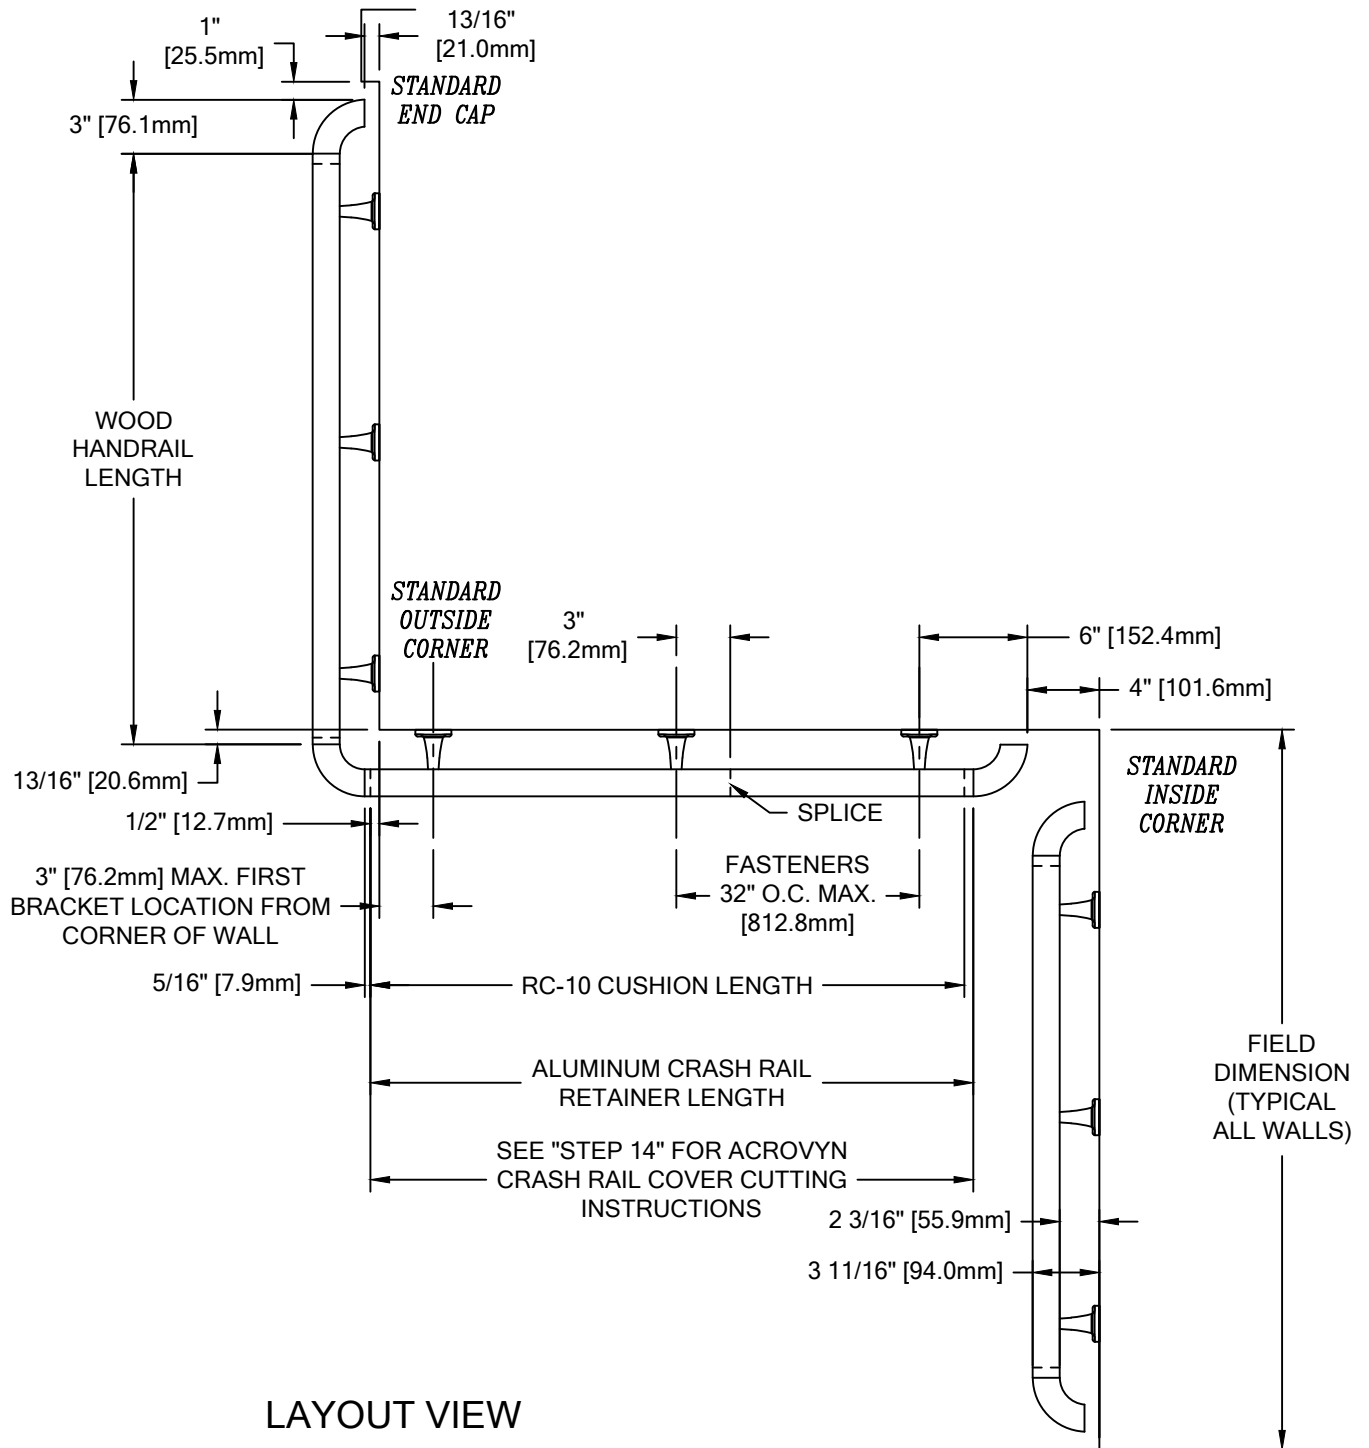 1"
[25.5mm]
13/16"
[21.0mm]
STANDARD
END CAP
3" [76.1mm]
WOOD
HANDRAIL
LENGTH
STANDARD
OUTSIDE
CORNER
3"
[76.2mm]
6" [152.4mm]
4" [101.6mm]
13/16" [20.6mm]
STANDARD
INSIDE
CORNER
1/2" [12.7mm]
SPLICE
3" [76.2mm] MAX. FIRST
BRACKET LOCATION FROM
CORNER OF WALL
FASTENERS
32" O.C. MAX.
[812.8mm]
5/16" [7.9mm]
RC-10 CUSHION LENGTH
ALUMINUM CRASH RAIL
RETAINER LENGTH
FIELD
DIMENSION
(TYPICAL
ALL WALLS)
SEE "STEP 14" FOR ACROVYN
CRASH RAIL COVER CUTTING
INSTRUCTIONS
2 3/16" [55.9mm]
3 11/16" [94.0mm]
LAYOUT VIEW